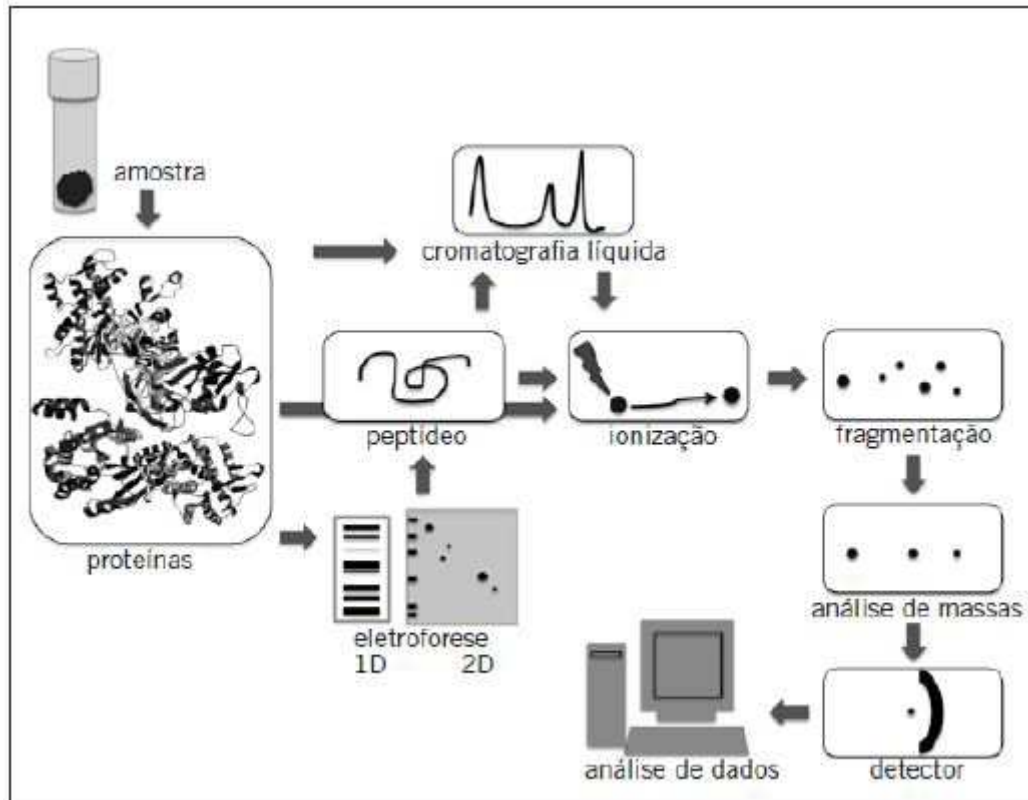 amostra
cromatografia líquida
proteínas
peptídeo
ionização
fragmentação
eletroforese
1D 2D
análise de massas
análise de dados
detector